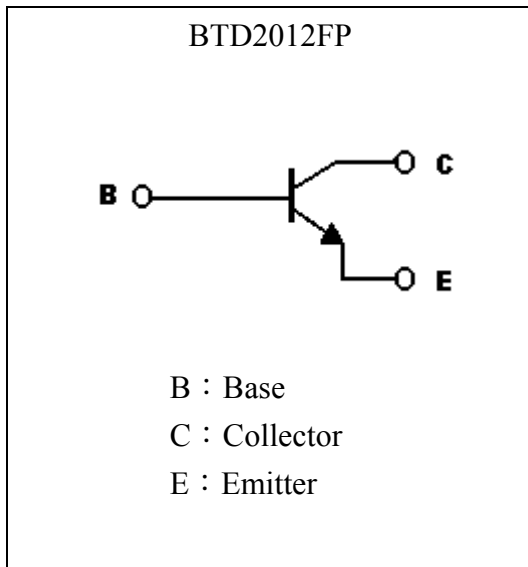 BTD2012FP
C
B
E
B：Base
C：Collector
E：Emitter